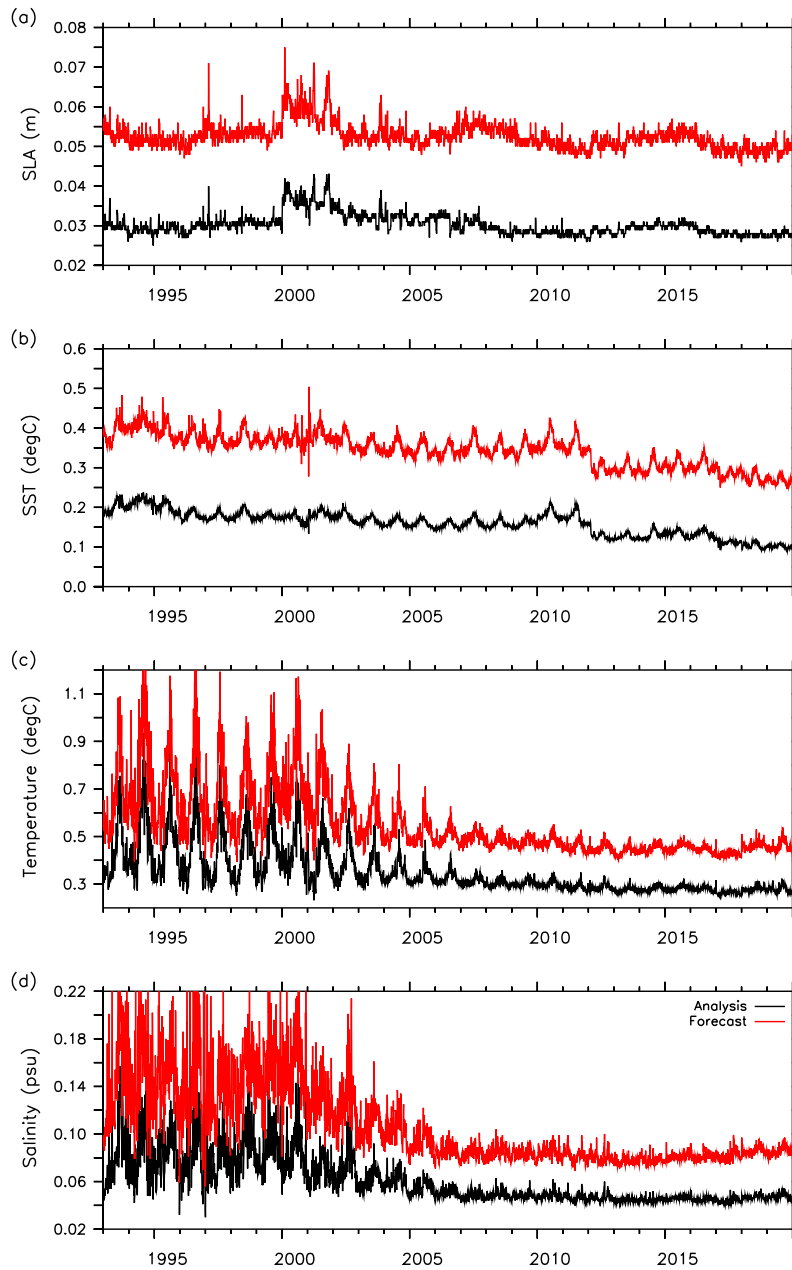 (a)
0.08
0.07
0.06
0.05
0.04
0.03
0.02
SLA (m)
1995 2000 2005 2010 2015
(b)
0.6
0.5
0.4
0.3
0.2
0.1
0.0
SST (degC)
1995 2000 2005 2010 2015
(c)
1.1
0.9
0.7
0.5
0.3
Temperature (degC)
1995 2000 2005 2010 2015
(d)
0.22
0.18
0.14
0.10
0.06
0.02
Salinity (psu)
Analysis
Forecast
1995 2000 2005 2010 2015